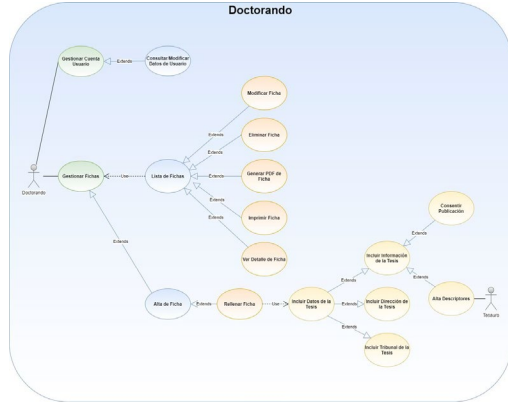 Doctorando
Gestionar Cuenta
Usuario
Extends
Consultar/Modificar
Datos de Usuario
Modificar Ficha
Extends
Eliminar Ficha
Extends
Doctorando
Gestionar Fichas
Use
Lista de Fichas
Extends
Generar PDF de
Ficha
Extends
Imprimir Ficha
Extends
Ver Detalle de Ficha
Consentir
Publicación
Extends
Extends
Incluir Información
de la Tesis
Extends
Extends
Alta de Ficha
Extends
Rellenar Ficha
Use
Incluir Datos de la
Tesis
Extends
Incluir Dirección de
la Tesis
Alta Descriptores
Teseuro
Extends
Incluir Tribunal de la
Tesis